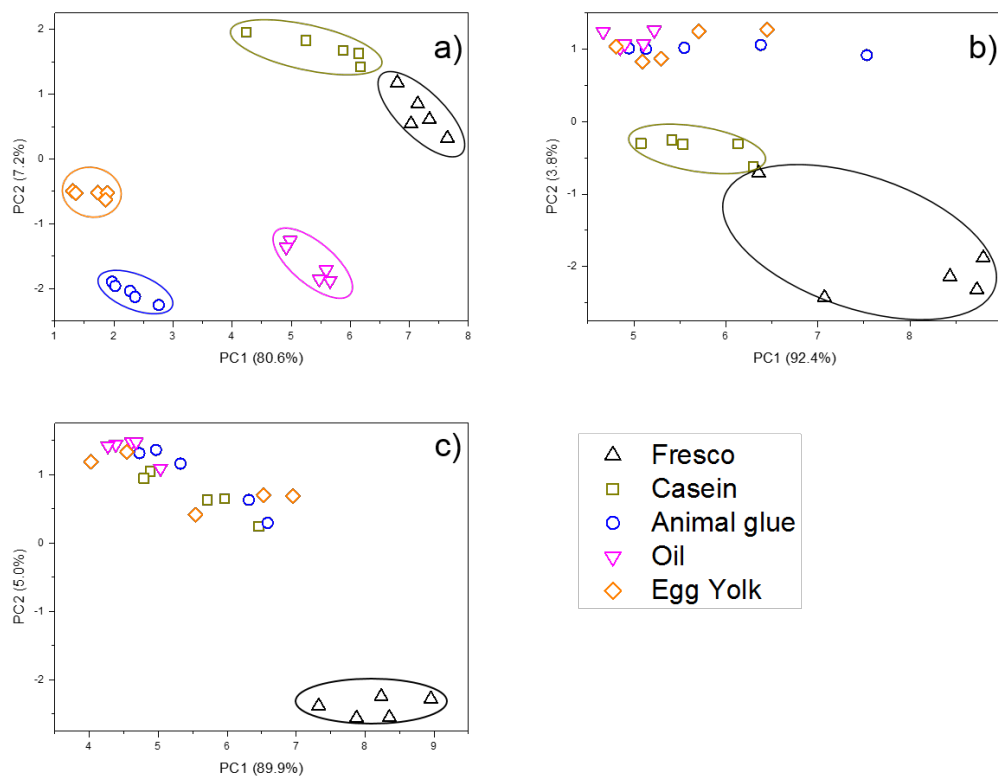 a)
2
1
0
-1
-2
PC2 (7.2%)
1 2 3 4 5 6 7 8
PC1 (80.6%)
b)
1
0
-1
-2
PC2 (3.8%)
5 6 7 8
PC1 (92.4%)
c)
1
0
-1
-2
PC2 (5.0%)
4 5 6 7 8 9
PC1 (89.9%)
Fresco
Casein
Animal glue
Oil
Egg Yolk